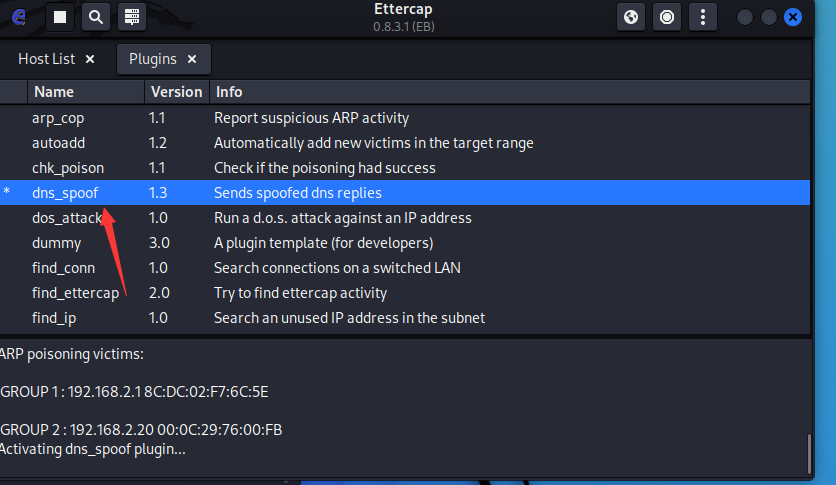 Ettercap
0.8.3.1 (EB)
Host List × Plugins ×
Name Version Info
arp_cop 1.1 Report suspicious ARP activity
autoadd 1.2 Automatically add new victims in the target range
chk_poison 1.1 Check if the poisoning had success
* dns_spoof 1.3 Sends spoofed dns replies
dos_attack 1.0 Run a d.o.s. attack against an IP address
dummy 3.0 A plugin template (for developers)
find_conn 1.0 Search connections on a switched LAN
find_ettercap 2.0 Try to find ettercap activity
find_ip 1.0 Search an unused IP address in the subnet
ARP poisoning victims:
GROUP 1 : 192.168.2.1 8C:DC:02:F7:6C:5E
GROUP 2 : 192.168.2.20 00:0C:29:76:00:FB
Activating dns_spoof plugin...